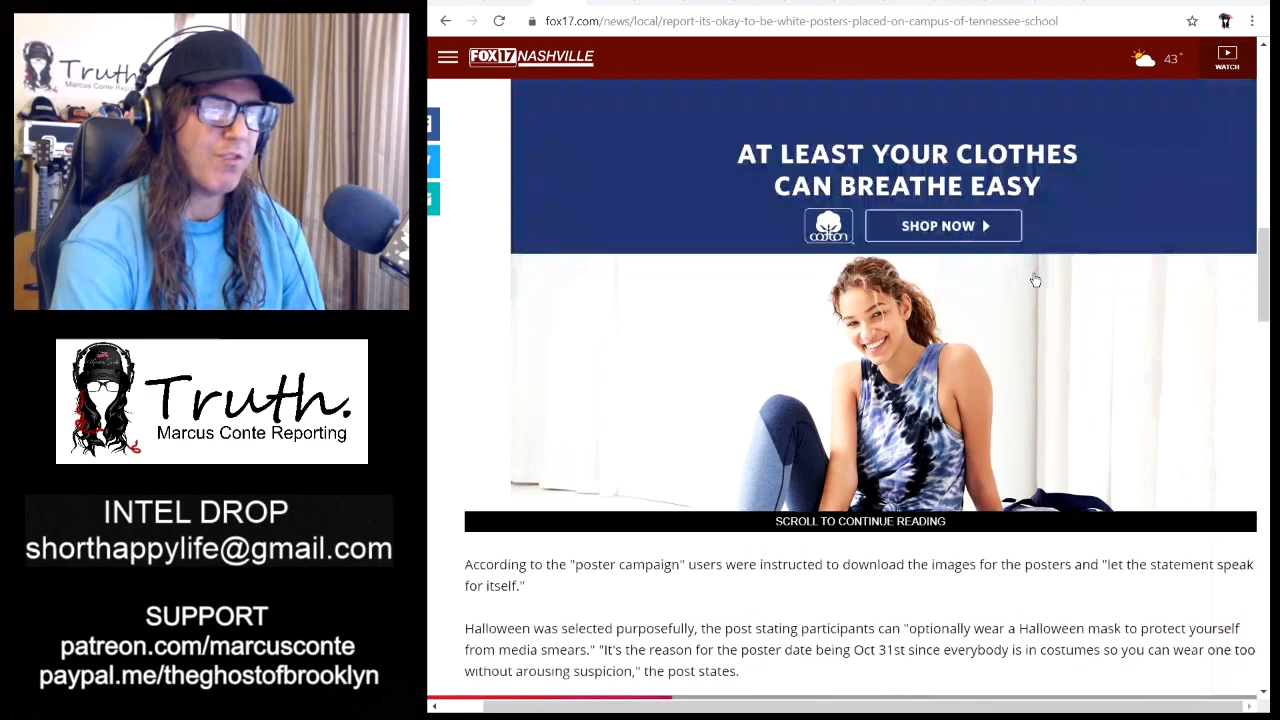 Truth.
Marcus Conte Reporting
Truth.
Marcus Conte Reporting
INTEL DROP
shorthappylife@gmail.com
SUPPORT
patreon.com/marcusconte
paypal.me/theghostofbrooklyn
fox17.com/news/local/report-its-okay-to-be-white-posters-placed-on-campus-of-tennessee-school
FOX17 NASHVILLE
43°
WATCH
AT LEAST YOUR CLOTHES
CAN BREATHE EASY
cotton
SHOP NOW
SCROLL TO CONTINUE READING
According to the "poster campaign" users were instructed to download the images for the posters and "let the statement speak
for itself."
Halloween was selected purposefully, the post stating participants can "optionally wear a Halloween mask to protect yourself
from media smears." "It's the reason for the poster date being Oct 31st since everybody is in costumes so you can wear one too
without arousing suspicion," the post states.